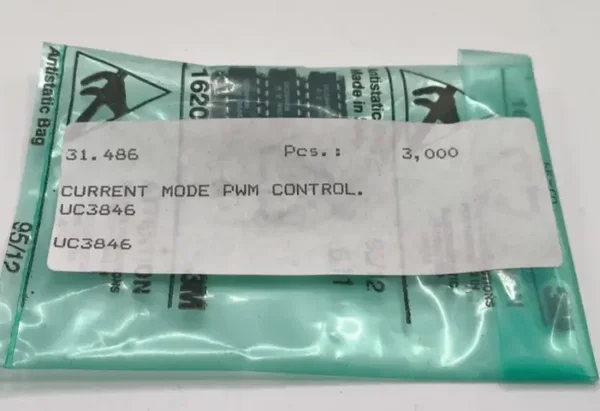 Antistatic Bag
1620
Antistatic
Made in
31.486 Pcs.: 3,000
CURRENT MODE PWM CONTROL.
UC3846
UC3846
95/12
3M